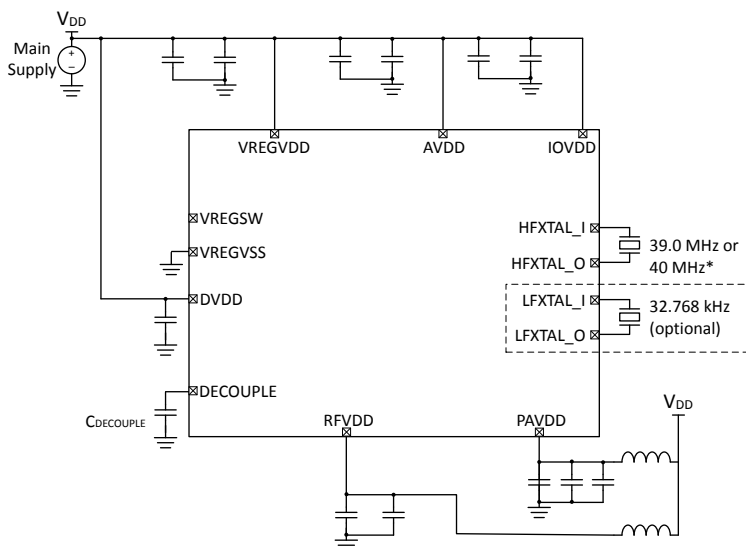 VDD
Main
Supply
+
–
VREGVDD
AVDD
IOVDD
VREGSW
VREGVSS
DVDD
DECOUPLE
CDECOUPLE
HFXTAL_I
HFXTAL_O
39.0 MHz or
40 MHz*
LFXTAL_I
LFXTAL_O
32.768 kHz
(optional)
RFVDD
PAVDD
VDD